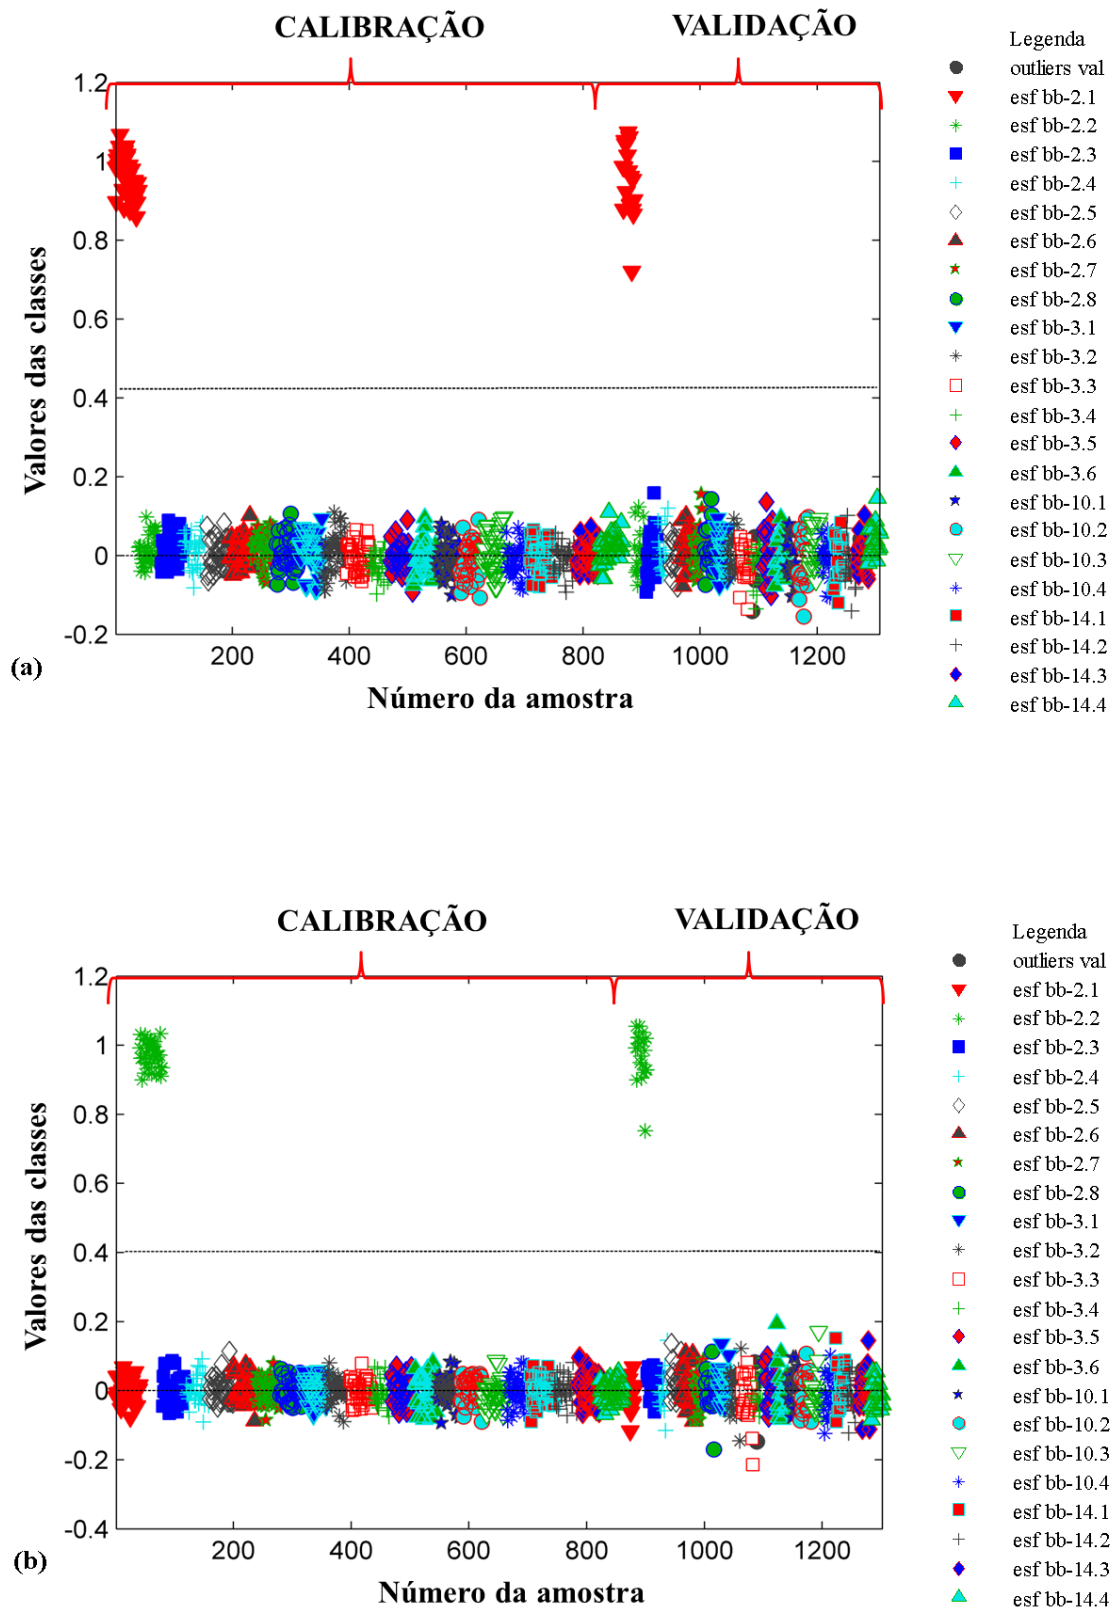 CALIBRAÇÃO
VALIDAÇÃO
Valores das classes
1.2
1
0.8
0.6
0.4
0.2
0
-0.2
200
400
600
800
1000
1200
Número da amostra
(a)
Legenda
outliers val
esf bb-2.1
esf bb-2.2
esf bb-2.3
esf bb-2.4
esf bb-2.5
esf bb-2.6
esf bb-2.7
esf bb-2.8
esf bb-3.1
esf bb-3.2
esf bb-3.3
esf bb-3.4
esf bb-3.5
esf bb-3.6
esf bb-10.1
esf bb-10.2
esf bb-10.3
esf bb-10.4
esf bb-14.1
esf bb-14.2
esf bb-14.3
esf bb-14.4
CALIBRAÇÃO
VALIDAÇÃO
Valores das classes
1.2
1
0.8
0.6
0.4
0.2
0
-0.2
-0.4
200
400
600
800
1000
1200
Número da amostra
(b)
Legenda
outliers val
esf bb-2.1
esf bb-2.2
esf bb-2.3
esf bb-2.4
esf bb-2.5
esf bb-2.6
esf bb-2.7
esf bb-2.8
esf bb-3.1
esf bb-3.2
esf bb-3.3
esf bb-3.4
esf bb-3.5
esf bb-3.6
esf bb-10.1
esf bb-10.2
esf bb-10.3
esf bb-10.4
esf bb-14.1
esf bb-14.2
esf bb-14.3
esf bb-14.4